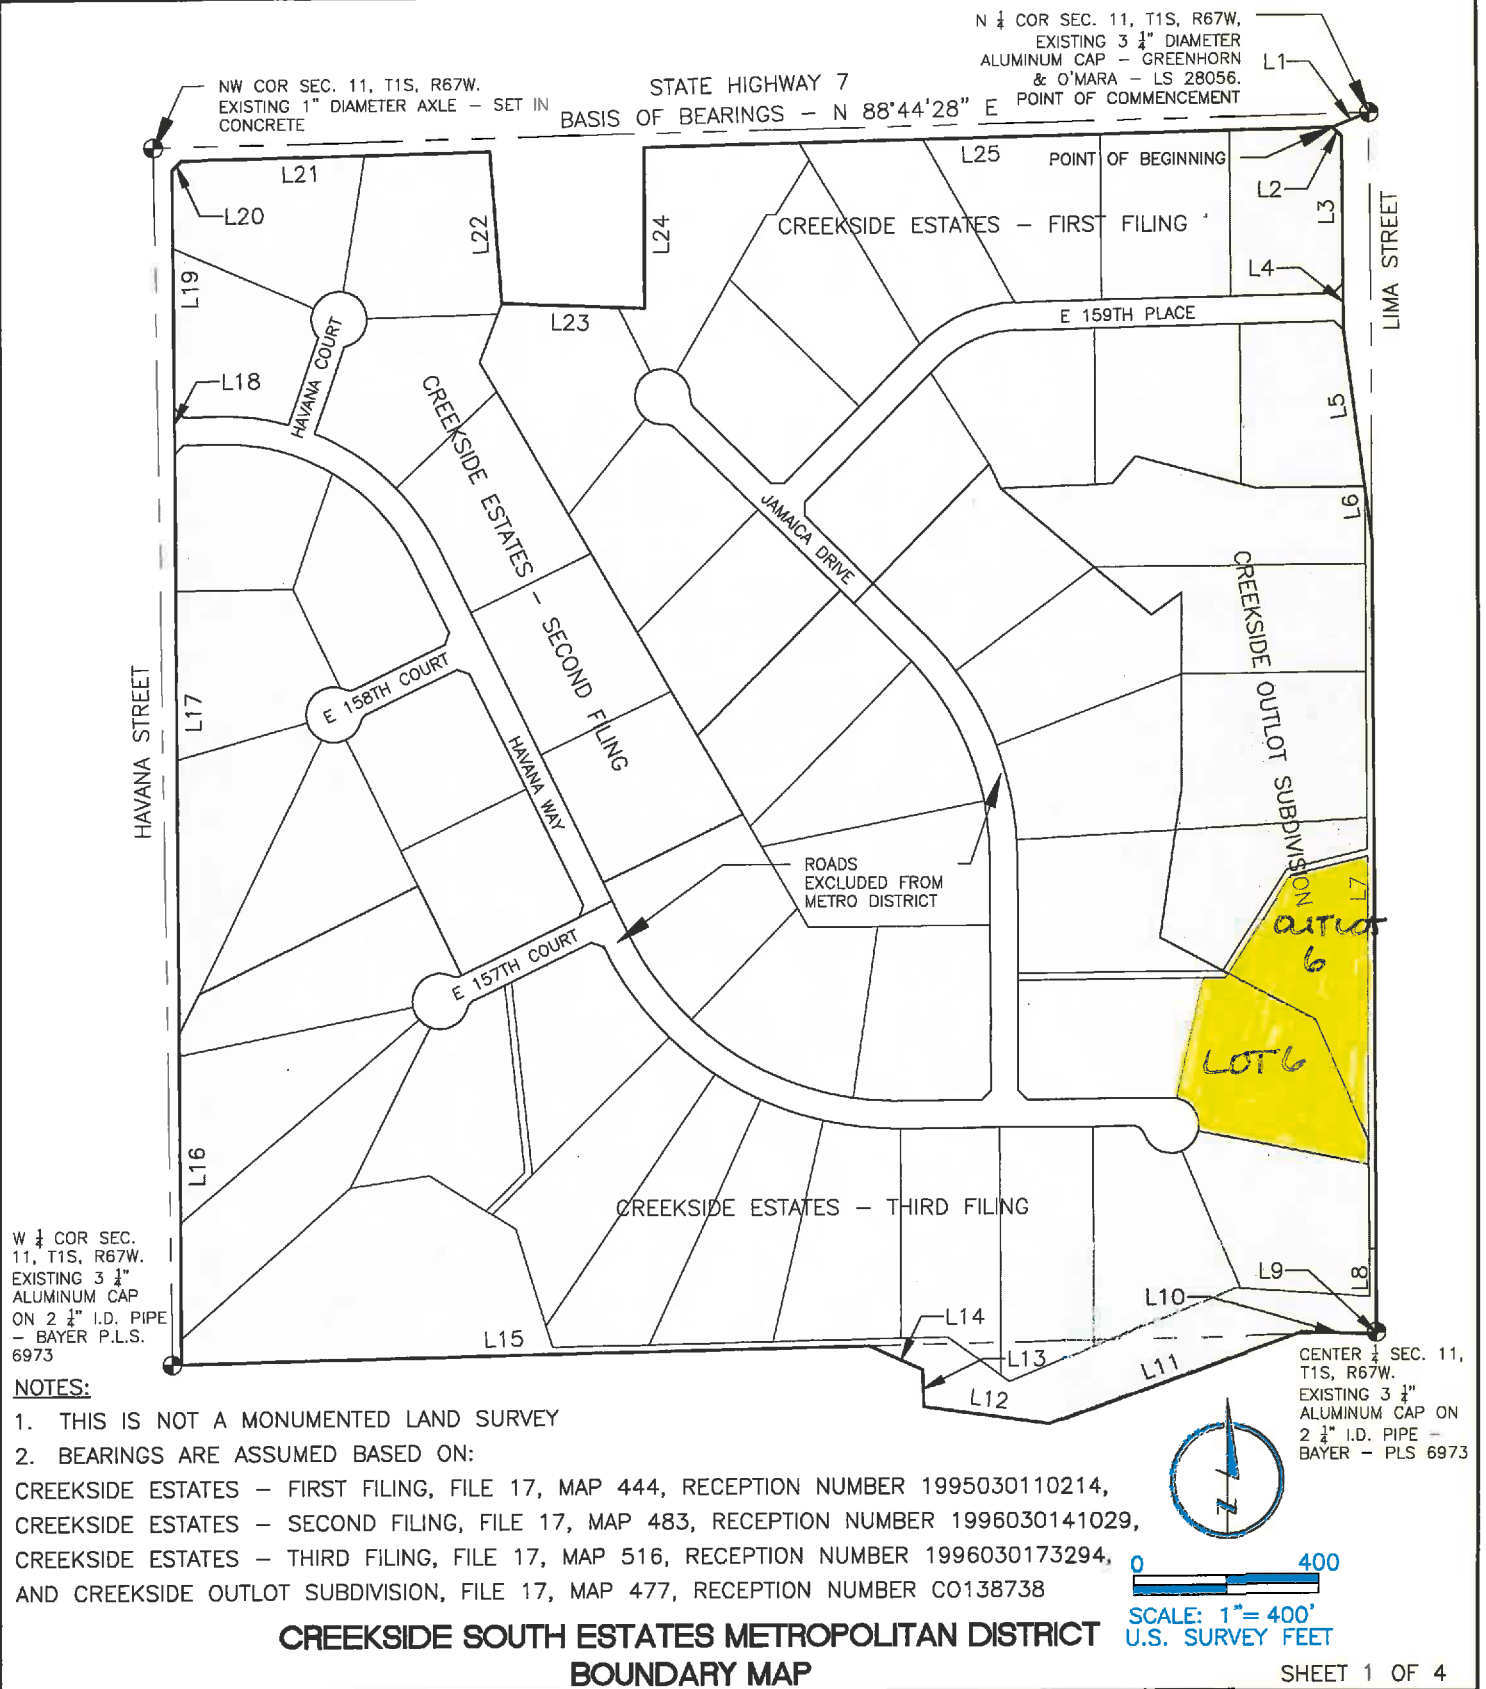 N 1/4 COR SEC. 11, T1S, R67W,
EXISTING 3 1/4" DIAMETER
ALUMINUM CAP – GREENHORN
& O'MARA – LS 28056.
POINT OF COMMENCEMENT
L1
NW COR SEC. 11, T1S, R67W.
EXISTING 1" DIAMETER AXLE – SET IN
CONCRETE
STATE HIGHWAY 7
BASIS OF BEARINGS – N 88°44'28" E
L21
L25
POINT OF BEGINNING
L20
L22
L24
L2
L3
CREEKSIDE ESTATES – FIRST FILING
L4
LIMA STREET
L19
L23
E 159TH PLACE
HAVANA COURT
L18
CREEKSIDE ESTATES – SECOND FILING
L5
L6
JAMAICA DRIVE
CREEKSIDE OUTLOT SUBDIVISION
HAVANA STREET
L17
E 158TH COURT
HAVANA WAY
ROADS
EXCLUDED FROM
METRO DISTRICT
L7
OUTLOT
6
E 157TH COURT
LOT 6
L16
CREEKSIDE ESTATES – THIRD FILING
W 1/4 COR SEC.
11, T1S, R67W.
EXISTING 3 1/4"
ALUMINUM CAP
ON 2 1/4" I.D. PIPE
– BAYER P.L.S.
6973
L9
L8
L10
L14
L15
L13
L11
L12
CENTER 1/4 SEC. 11,
T1S, R67W.
EXISTING 3 1/4"
ALUMINUM CAP ON
2 1/4" I.D. PIPE –
BAYER – PLS 6973
NOTES:
1. THIS IS NOT A MONUMENTED LAND SURVEY
2. BEARINGS ARE ASSUMED BASED ON:
CREEKSIDE ESTATES – FIRST FILING, FILE 17, MAP 444, RECEPTION NUMBER 1995030110214,
CREEKSIDE ESTATES – SECOND FILING, FILE 17, MAP 483, RECEPTION NUMBER 1996030141029,
CREEKSIDE ESTATES – THIRD FILING, FILE 17, MAP 516, RECEPTION NUMBER 1996030173294,
AND CREEKSIDE OUTLOT SUBDIVISION, FILE 17, MAP 477, RECEPTION NUMBER C0138738
N
0 400
SCALE: 1"= 400'
U.S. SURVEY FEET
CREEKSIDE SOUTH ESTATES METROPOLITAN DISTRICT
BOUNDARY MAP
SHEET 1 OF 4